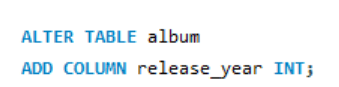 ALTER TABLE album
ADD COLUMN release_year INT;